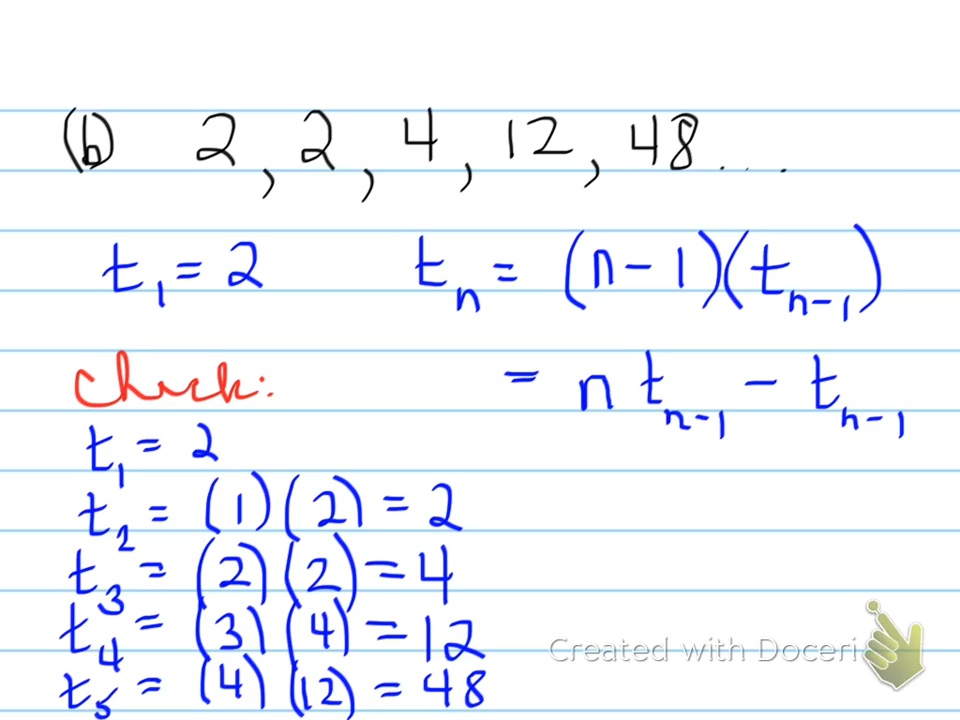 (b) 2, 2, 4, 12, 48...
t₁ = 2    tₙ = (n-1)(tₙ₋₁)
check:    = n tₙ₋₁ - tₙ₋₁
t₁ = 2
t₂ = (1)(2) = 2
t₃ = (2)(2) = 4
t₄ = (3)(4) = 12
Created with Doceri
t₅ = (4)(12) = 48